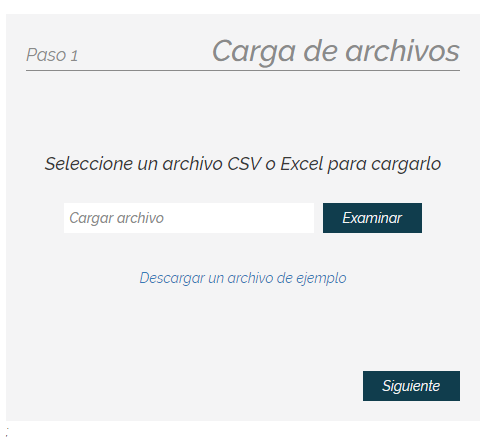 Paso 1
Carga de archivos
Seleccione un archivo CSV o Excel para cargarlo
Cargar archivo
Examinar
Descargar un archivo de ejemplo
Siguiente
;